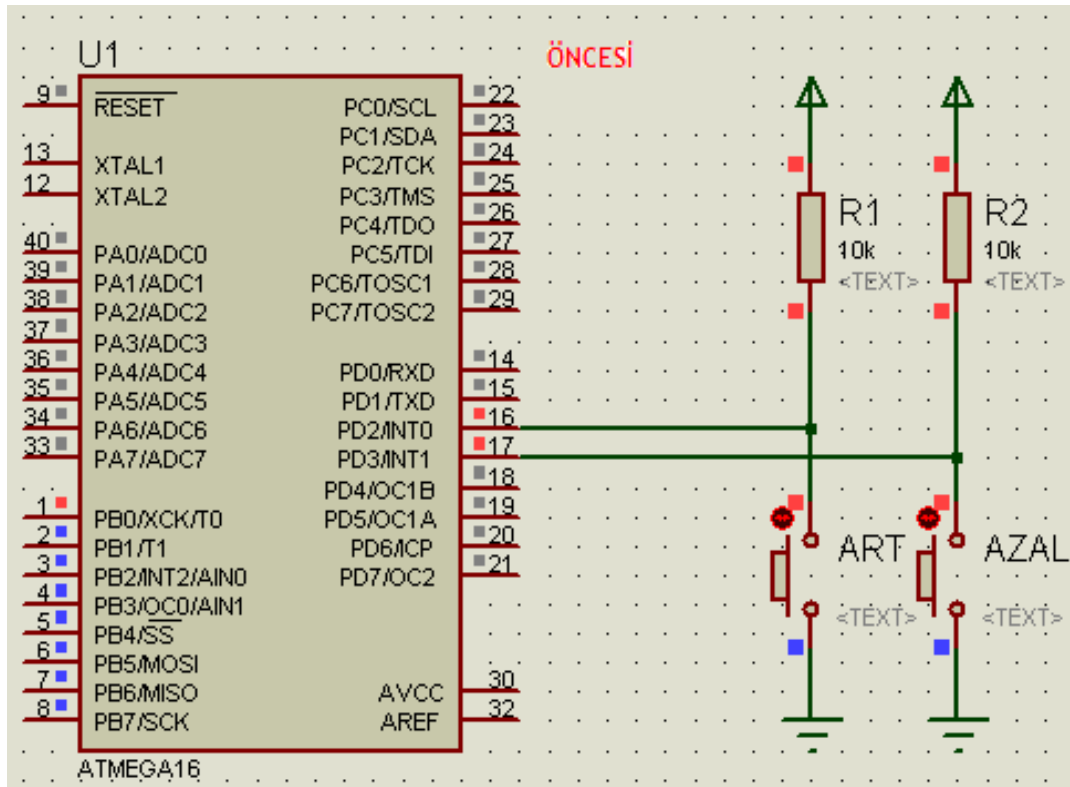 U1
ÖNCESİ
9 RESET
13 XTAL1
12 XTAL2
40 PA0/ADC0
39 PA1/ADC1
38 PA2/ADC2
37 PA3/ADC3
36 PA4/ADC4
35 PA5/ADC5
34 PA6/ADC6
33 PA7/ADC7
1 PB0/XCK/T0
2 PB1/T1
3 PB2/INT2/AIN0
4 PB3/OC0/AIN1
5 PB4/SS
6 PB5/MOSI
7 PB6/MISO
8 PB7/SCK
PC0/SCL 22
PC1/SDA 23
PC2/TCK 24
PC3/TMS 25
PC4/TDO 26
PC5/TDI 27
PC6/TOSC1 28
PC7/TOSC2 29
PD0/RXD 14
PD1/TXD 15
PD2/INT0 16
PD3/INT1 17
PD4/OC1B 18
PD5/OC1A 19
PD6/ICP 20
PD7/OC2 21
AVCC 30
AREF 32
ATMEGA16
R1
10k
<TEXT>
R2
10k
<TEXT>
ART
<TEXT>
AZAL
<TEXT>